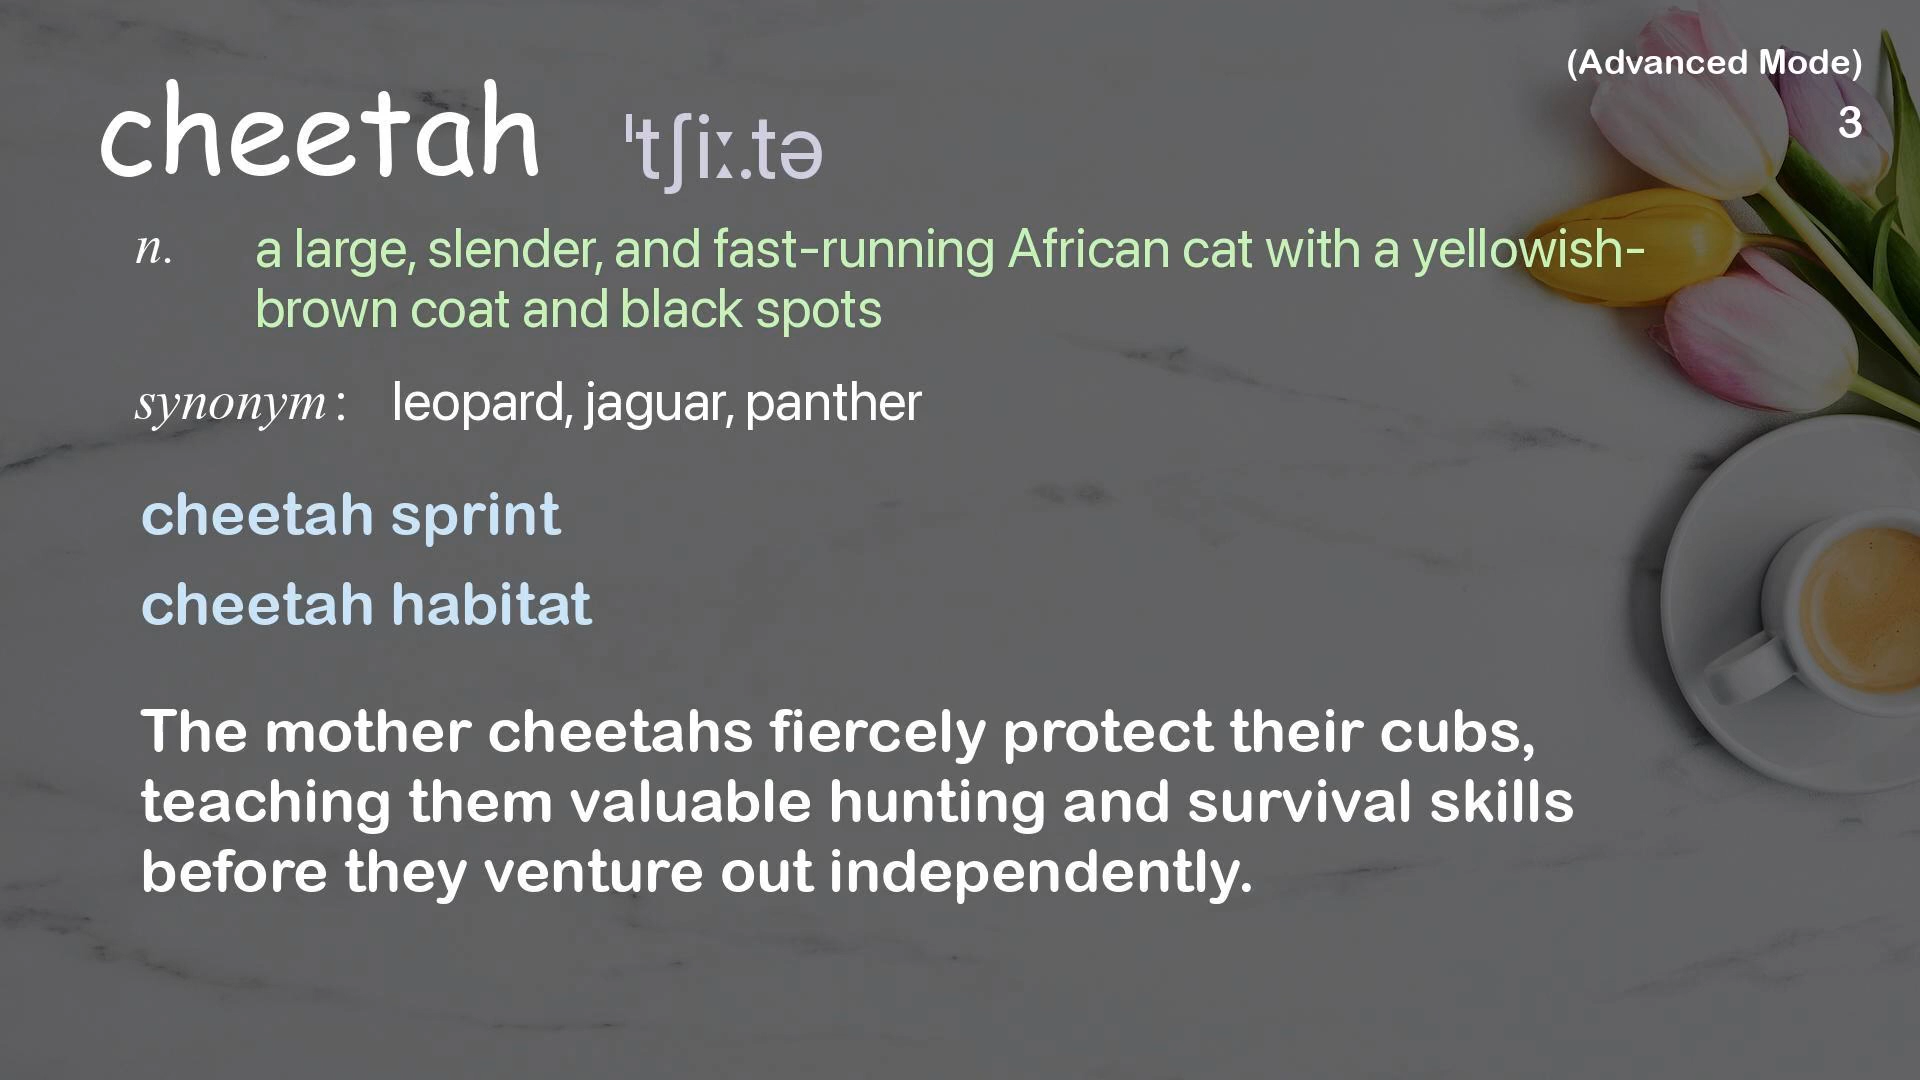 (Advanced Mode)
3
cheetah ˈtʃiː.tə
n. a large, slender, and fast-running African cat with a yellowish-
brown coat and black spots
synonym: leopard, jaguar, panther
cheetah sprint
cheetah habitat
The mother cheetahs fiercely protect their cubs,
teaching them valuable hunting and survival skills
before they venture out independently.